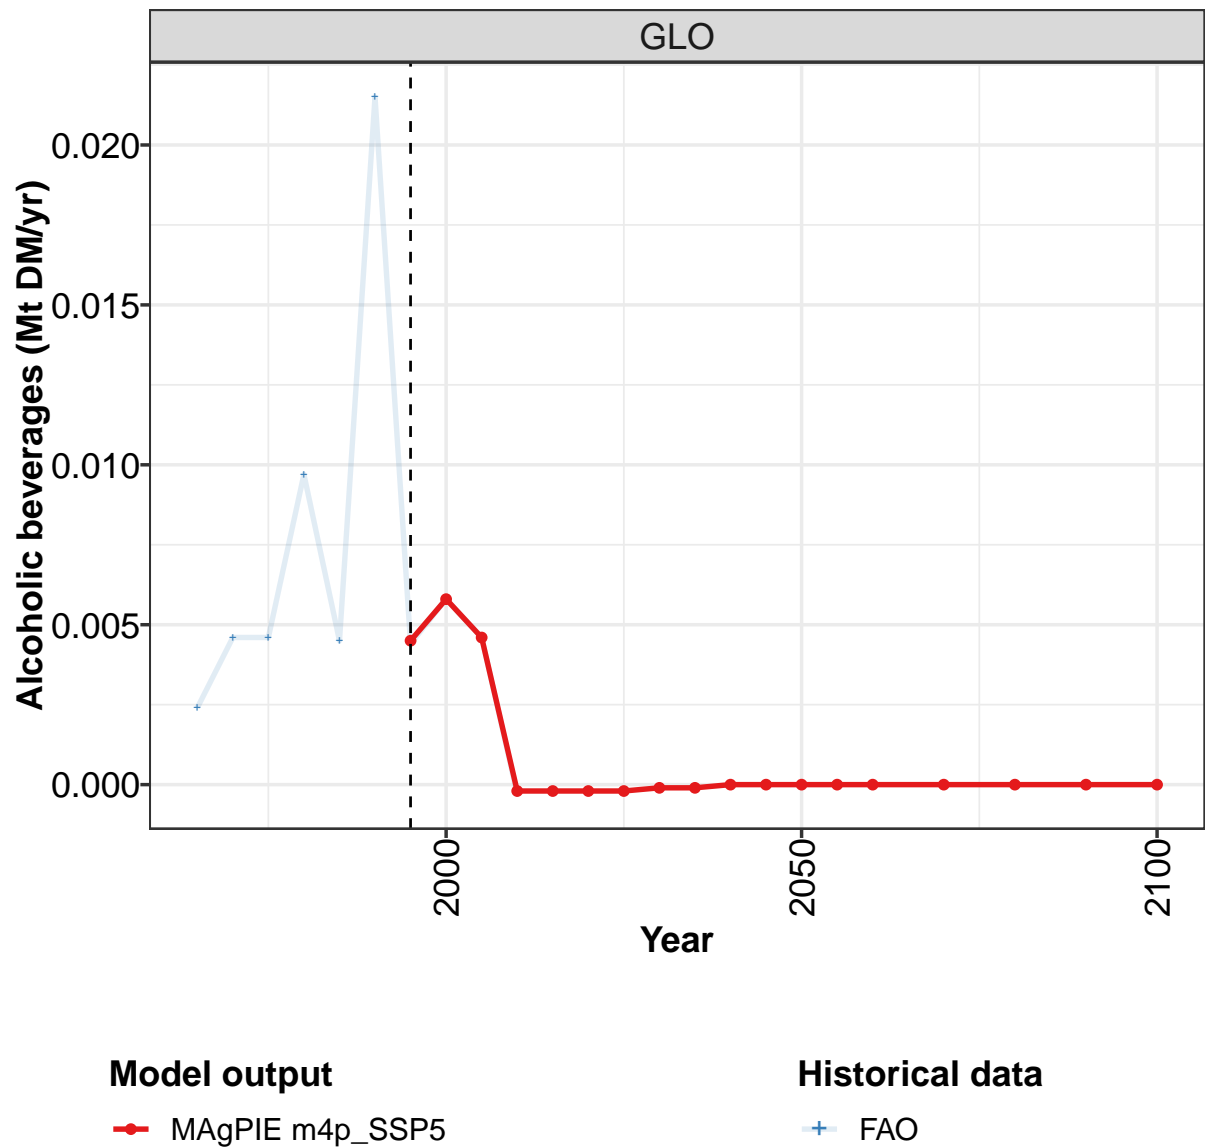 GLO
Alcoholic beverages (Mt DM/yr)
0.020
0.015
0.010
0.005
0.000
2000
2050
2100
Year
Model output
MAgPIE m4p_SSP5
Historical data
FAO